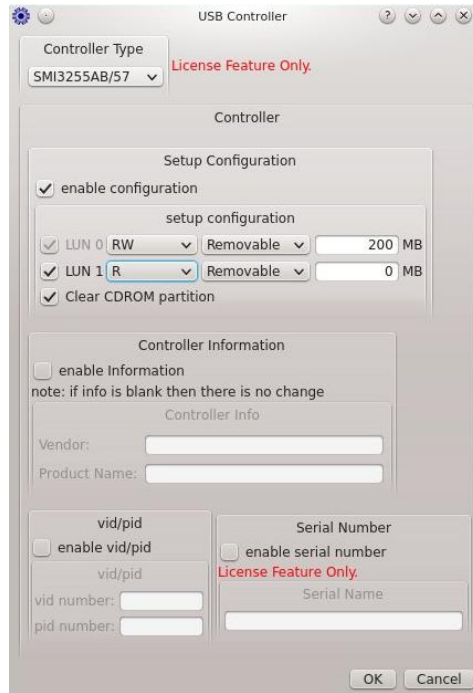 USB Controller
Controller Type
SMI3255AB/57
License Feature Only.
Controller
Setup Configuration
enable configuration
setup configuration
LUN 0 RW Removable 200 MB
LUN 1 R Removable 0 MB
Clear CDROM partition
Controller Information
enable Information
note: if info is blank then there is no change
Controller Info
Vendor:
Product Name:
vid/pid
enable vid/pid
vid/pid
vid number:
pid number:
Serial Number
enable serial number
License Feature Only.
Serial Name
OK Cancel